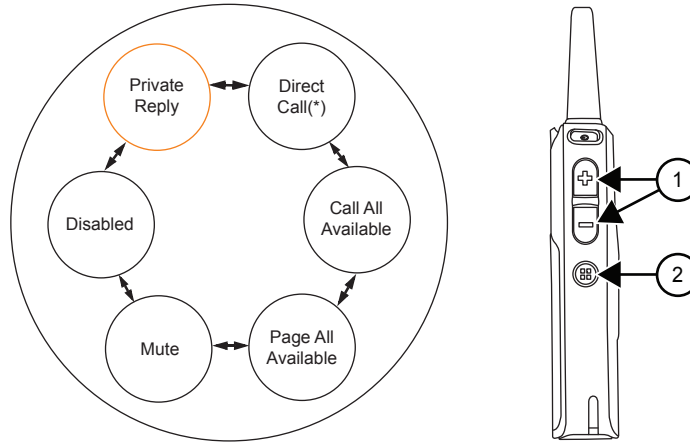 Private
Reply
Direct
Call(*)
Call All
Available
Page All
Available
Mute
Disabled
1
2